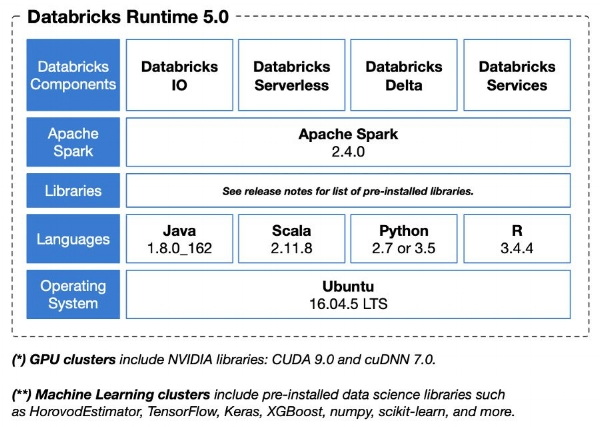 Databricks Runtime 5.0
Databricks
Components
Databricks
IO
Databricks
Serverless
Databricks
Delta
Databricks
Services
Apache
Spark
Apache Spark
2.4.0
Libraries
See release notes for list of pre-installed libraries.
Languages
Java
1.8.0_162
Scala
2.11.8
Python
2.7 or 3.5
R
3.4.4
Operating
System
Ubuntu
16.04.5 LTS
(*) GPU clusters include NVIDIA libraries: CUDA 9.0 and cuDNN 7.0.
(**) Machine Learning clusters include pre-installed data science libraries such
as HorovodEstimator, TensorFlow, Keras, XGBoost, numpy, scikit-learn, and more.